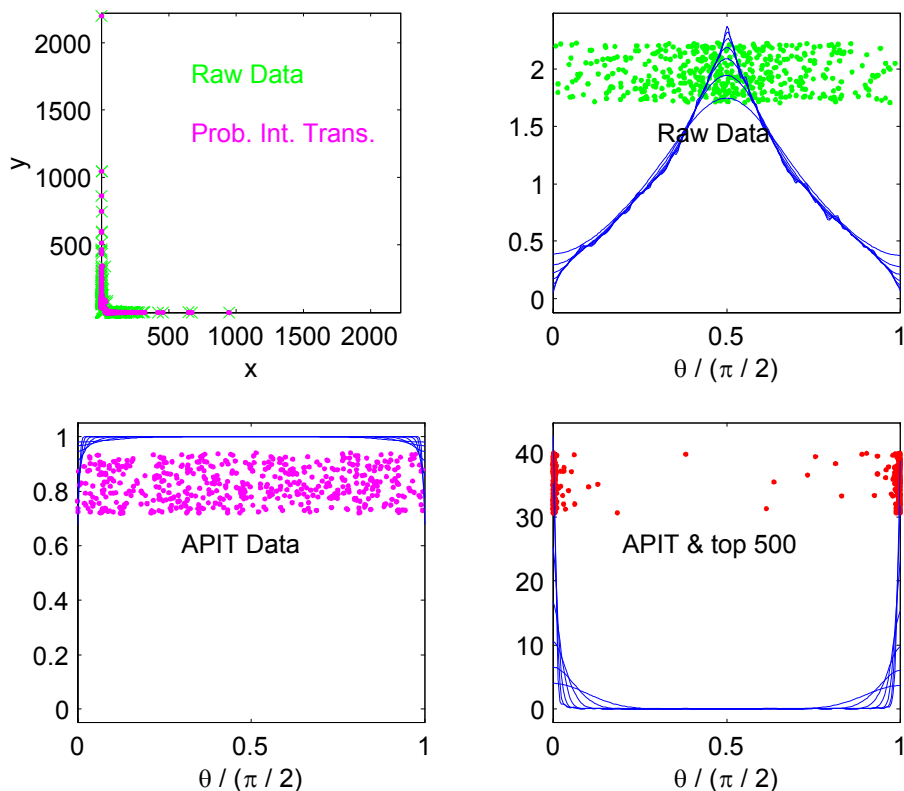 2000
1500
1000
500
y
Raw Data
Prob. Int. Trans.
500 1000 1500 2000
x
2
1.5
1
0.5
0
Raw Data
0 0.5 1
θ / (π / 2)
1
0.8
0.6
0.4
0.2
0
APIT Data
0 0.5 1
θ / (π / 2)
40
30
20
10
0
APIT & top 500
0 0.5 1
θ / (π / 2)